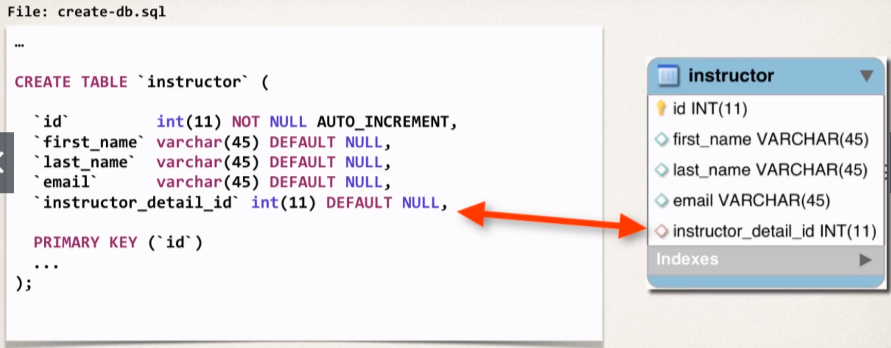 File: create-db.sql
…
CREATE TABLE `instructor` (
`id` int(11) NOT NULL AUTO_INCREMENT,
`first_name` varchar(45) DEFAULT NULL,
`last_name` varchar(45) DEFAULT NULL,
`email` varchar(45) DEFAULT NULL,
`instructor_detail_id` int(11) DEFAULT NULL,
PRIMARY KEY (`id`)
...
);
instructor
id INT(11)
first_name VARCHAR(45)
last_name VARCHAR(45)
email VARCHAR(45)
instructor_detail_id INT(11)
Indexes